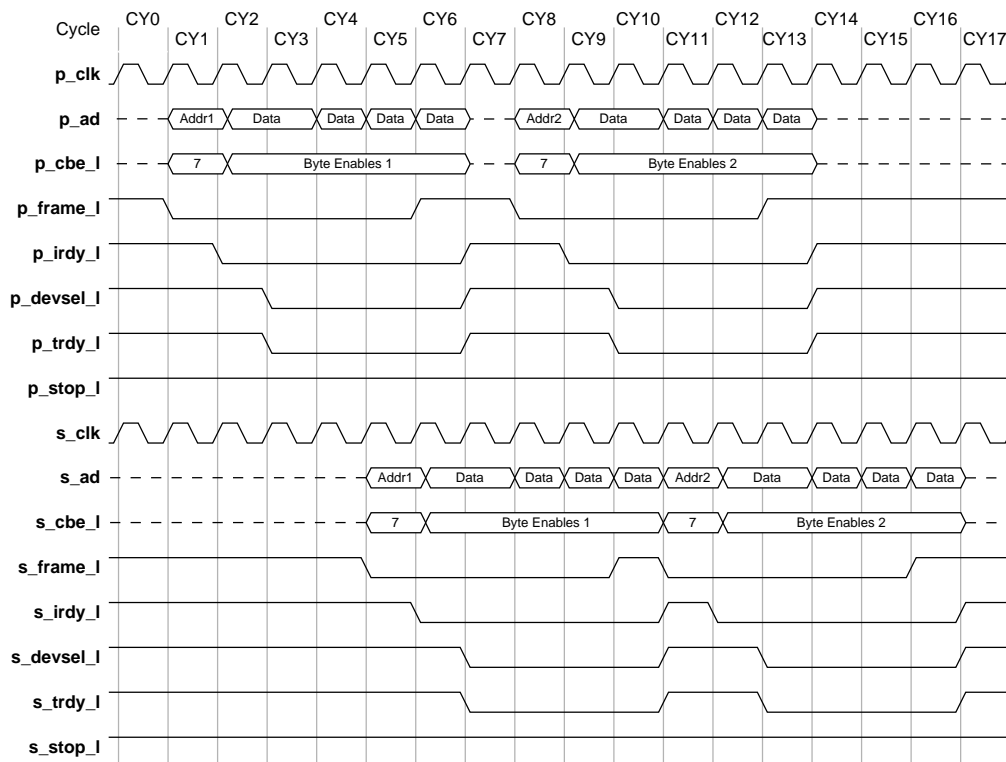 CY0 CY2 CY4 CY6 CY8 CY10 CY12 CY14 CY16
Cycle
CY1 CY3 CY5 CY7 CY9 CY11 CY13 CY15 CY17
p_clk
p_ad Addr1 Data Data Data Data Addr2 Data Data Data Data
p_cbe_l 7 Byte Enables 1 7 Byte Enables 2
p_frame_l
p_irdy_l
p_devsel_l
p_trdy_l
p_stop_l
s_clk
s_ad Addr1 Data Data Data Data Addr2 Data Data Data Data
s_cbe_l 7 Byte Enables 1 7 Byte Enables 2
s_frame_l
s_irdy_l
s_devsel_l
s_trdy_l
s_stop_l